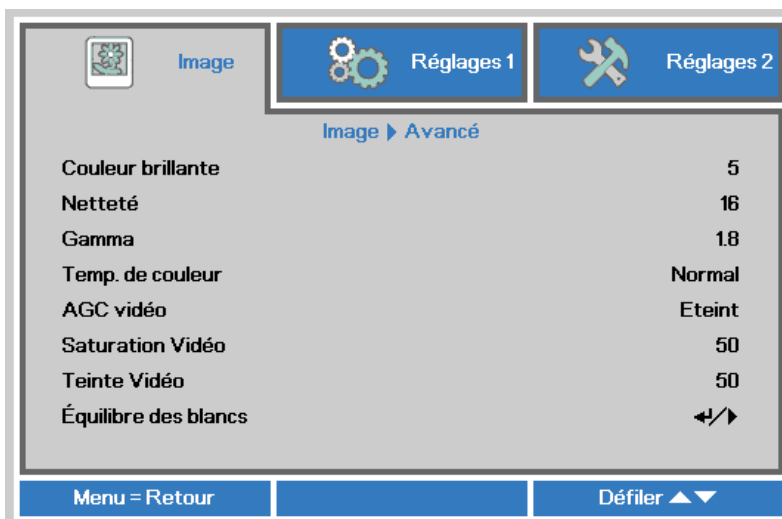 Image
Réglages 1
Réglages 2
Image ▶ Avancé
Couleur brillante 5
Netteté 16
Gamma 1.8
Temp. de couleur Normal
AGC vidéo Eteint
Saturation Vidéo 50
Teinte Vidéo 50
Équilibre des blancs ↵/▶
Menu = Retour
Défiler ▲▼